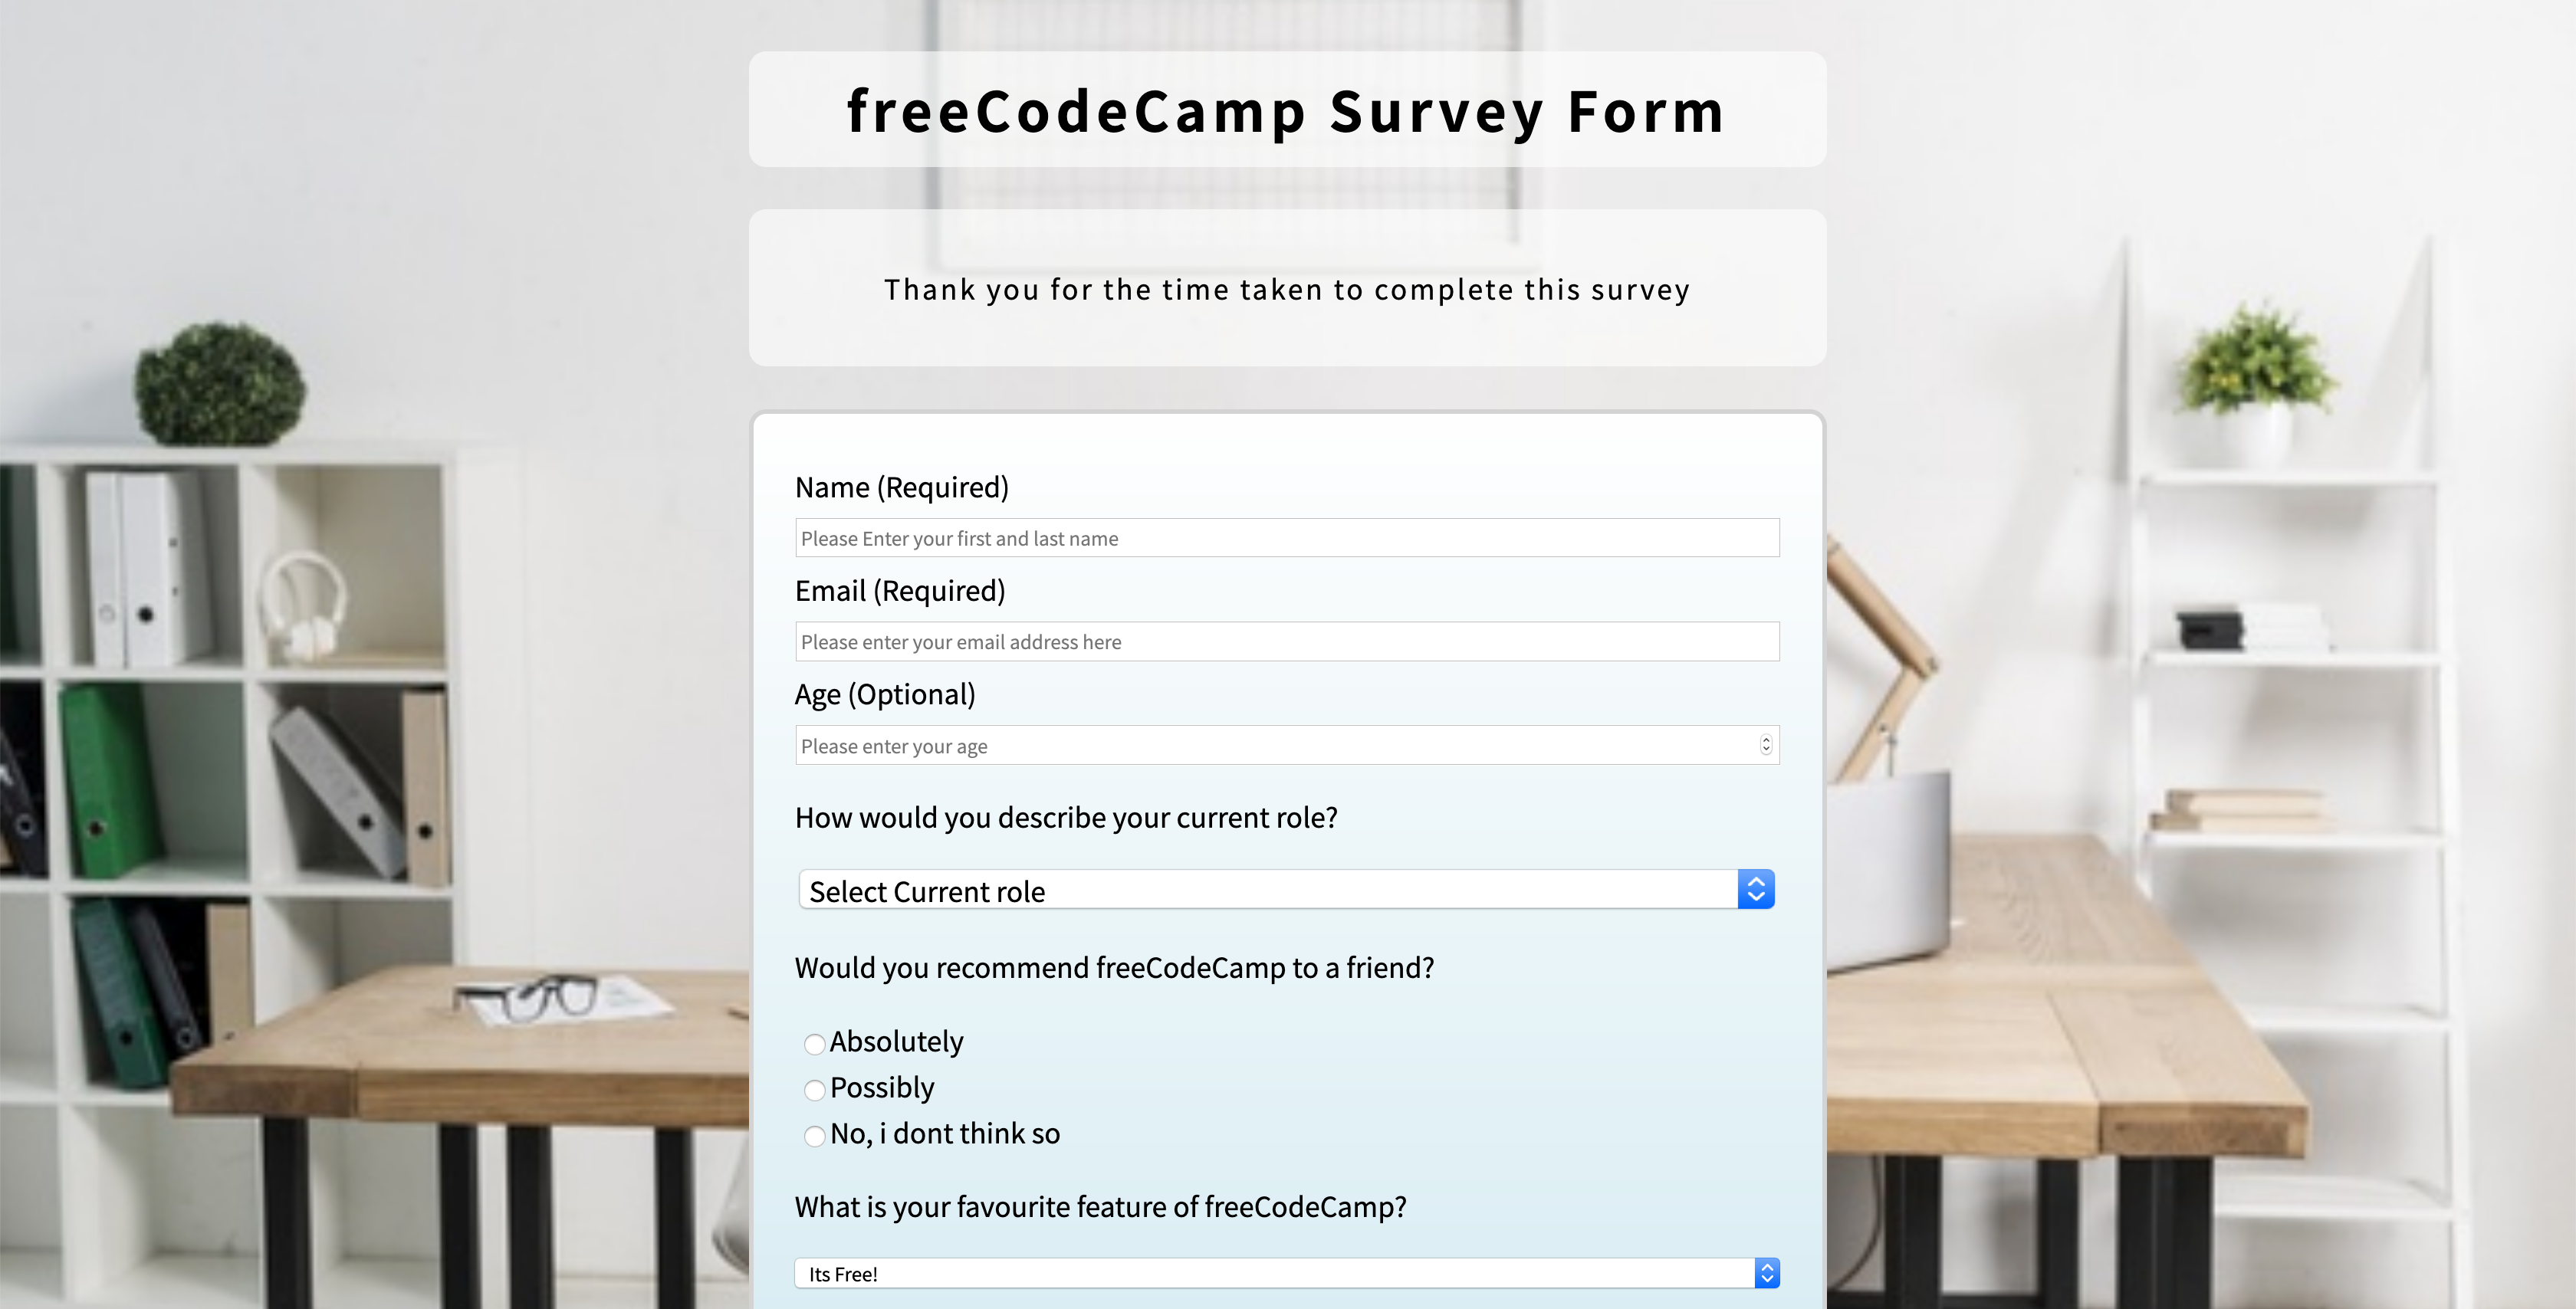 freeCodeCamp Survey Form
Thank you for the time taken to complete this survey
Name (Required)
Please Enter your first and last name
Email (Required)
Please enter your email address here
Age (Optional)
Please enter your age
How would you describe your current role?
Select Current role
Would you recommend freeCodeCamp to a friend?
Absolutely
Possibly
No, i dont think so
What is your favourite feature of freeCodeCamp?
Its Free!